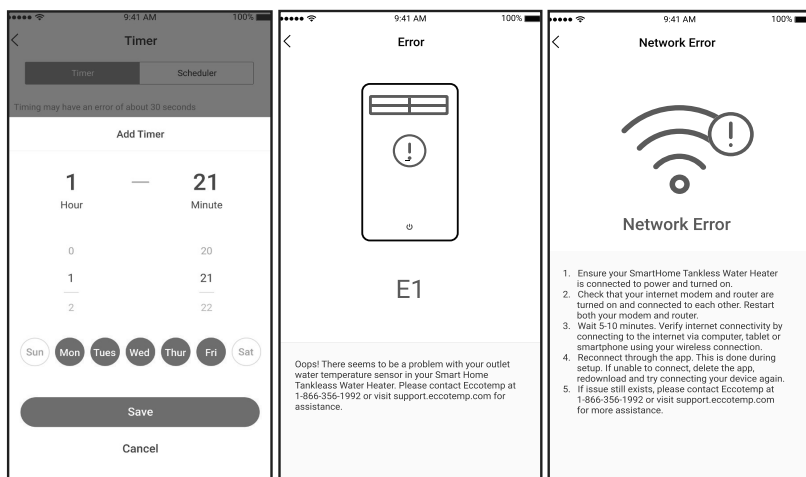 9:41 AM 100%
Timer
Timer Scheduler
Timing may have an error of about 30 seconds
Add Timer
1 — 21
Hour Minute
0 20
1 21
2 22
Sun Mon Tues Wed Thur Fri Sat
Save
Cancel
9:41 AM 100%
Error
E1
Oops! There seems to be a problem with your outlet
water temperature sensor in your Smart Home
Tankleass Water Heater. Please contact Eccotemp at
1-866-356-1992 or visit support.eccotemp.com for
assistance.
9:41 AM 100%
Network Error
Network Error
1. Ensure your SmartHome Tankless Water Heater
is connected to power and turned on.
2. Check that your internet modem and router are
turned on and connected to each other. Restart
both your modem and router.
3. Wait 5-10 minutes. Verify internet connectivity by
connecting to the internet via computer, tablet or
smartphone using your wireless connection.
4. Reconnect through the app. This is done during
setup. If unable to connect, delete the app,
redownload and try connecting your device again.
5. If issue still exists, please contact Eccotemp at
1-866-356-1992 or visit support.eccotemp.com
for more assistance.